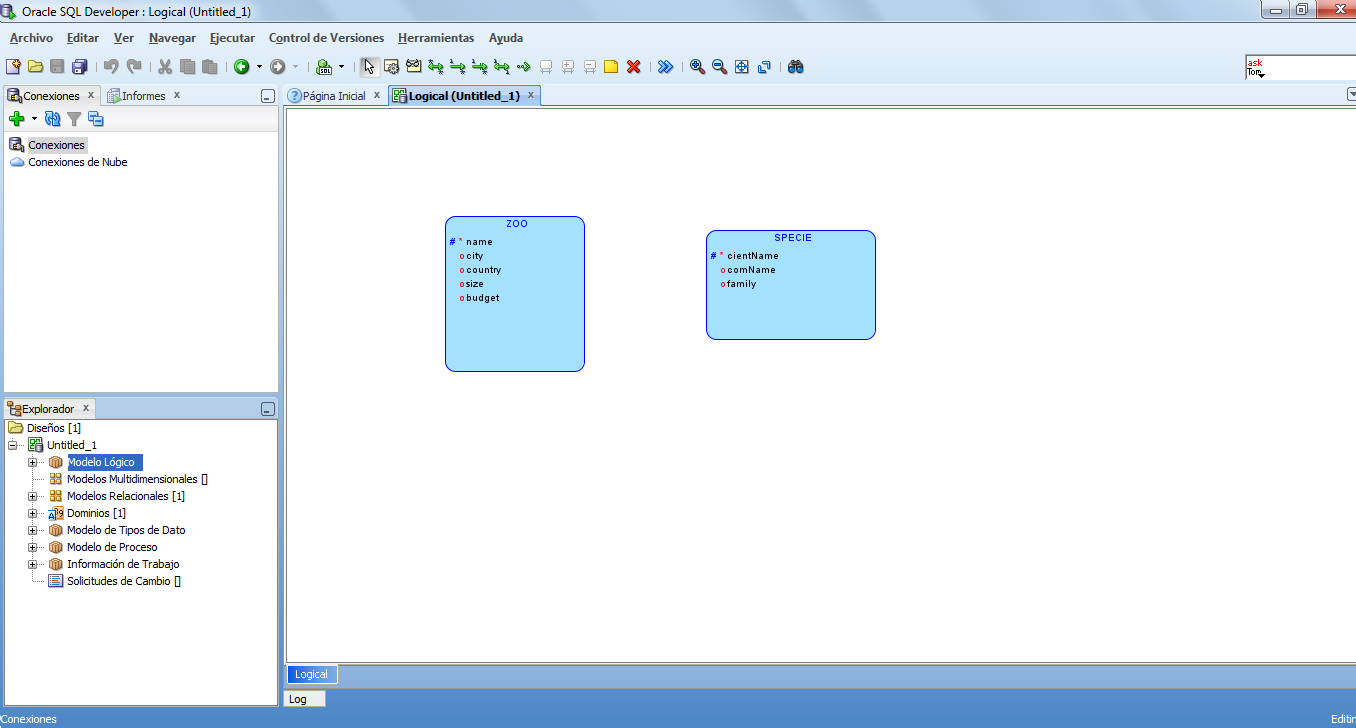 Oracle SQL Developer : Logical (Untitled_1)
Archivo Editar Ver Navegar Ejecutar Control de Versiones Herramientas Ayuda
SQL
ask
Tom
Conexiones x Informes x
Página Inicial x Logical (Untitled_1) x
Conexiones
Conexiones de Nube
ZOO
# * name
o city
o country
o size
o budget
SPECIE
# * cientName
o comName
o family
Explorador x
Diseños [1]
Untitled_1
Modelo Lógico
Modelos Multidimensionales []
Modelos Relacionales [1]
Dominios [1]
Modelo de Tipos de Dato
Modelo de Proceso
Información de Trabajo
Solicitudes de Cambio []
Logical
Log
Conexiones
Editir